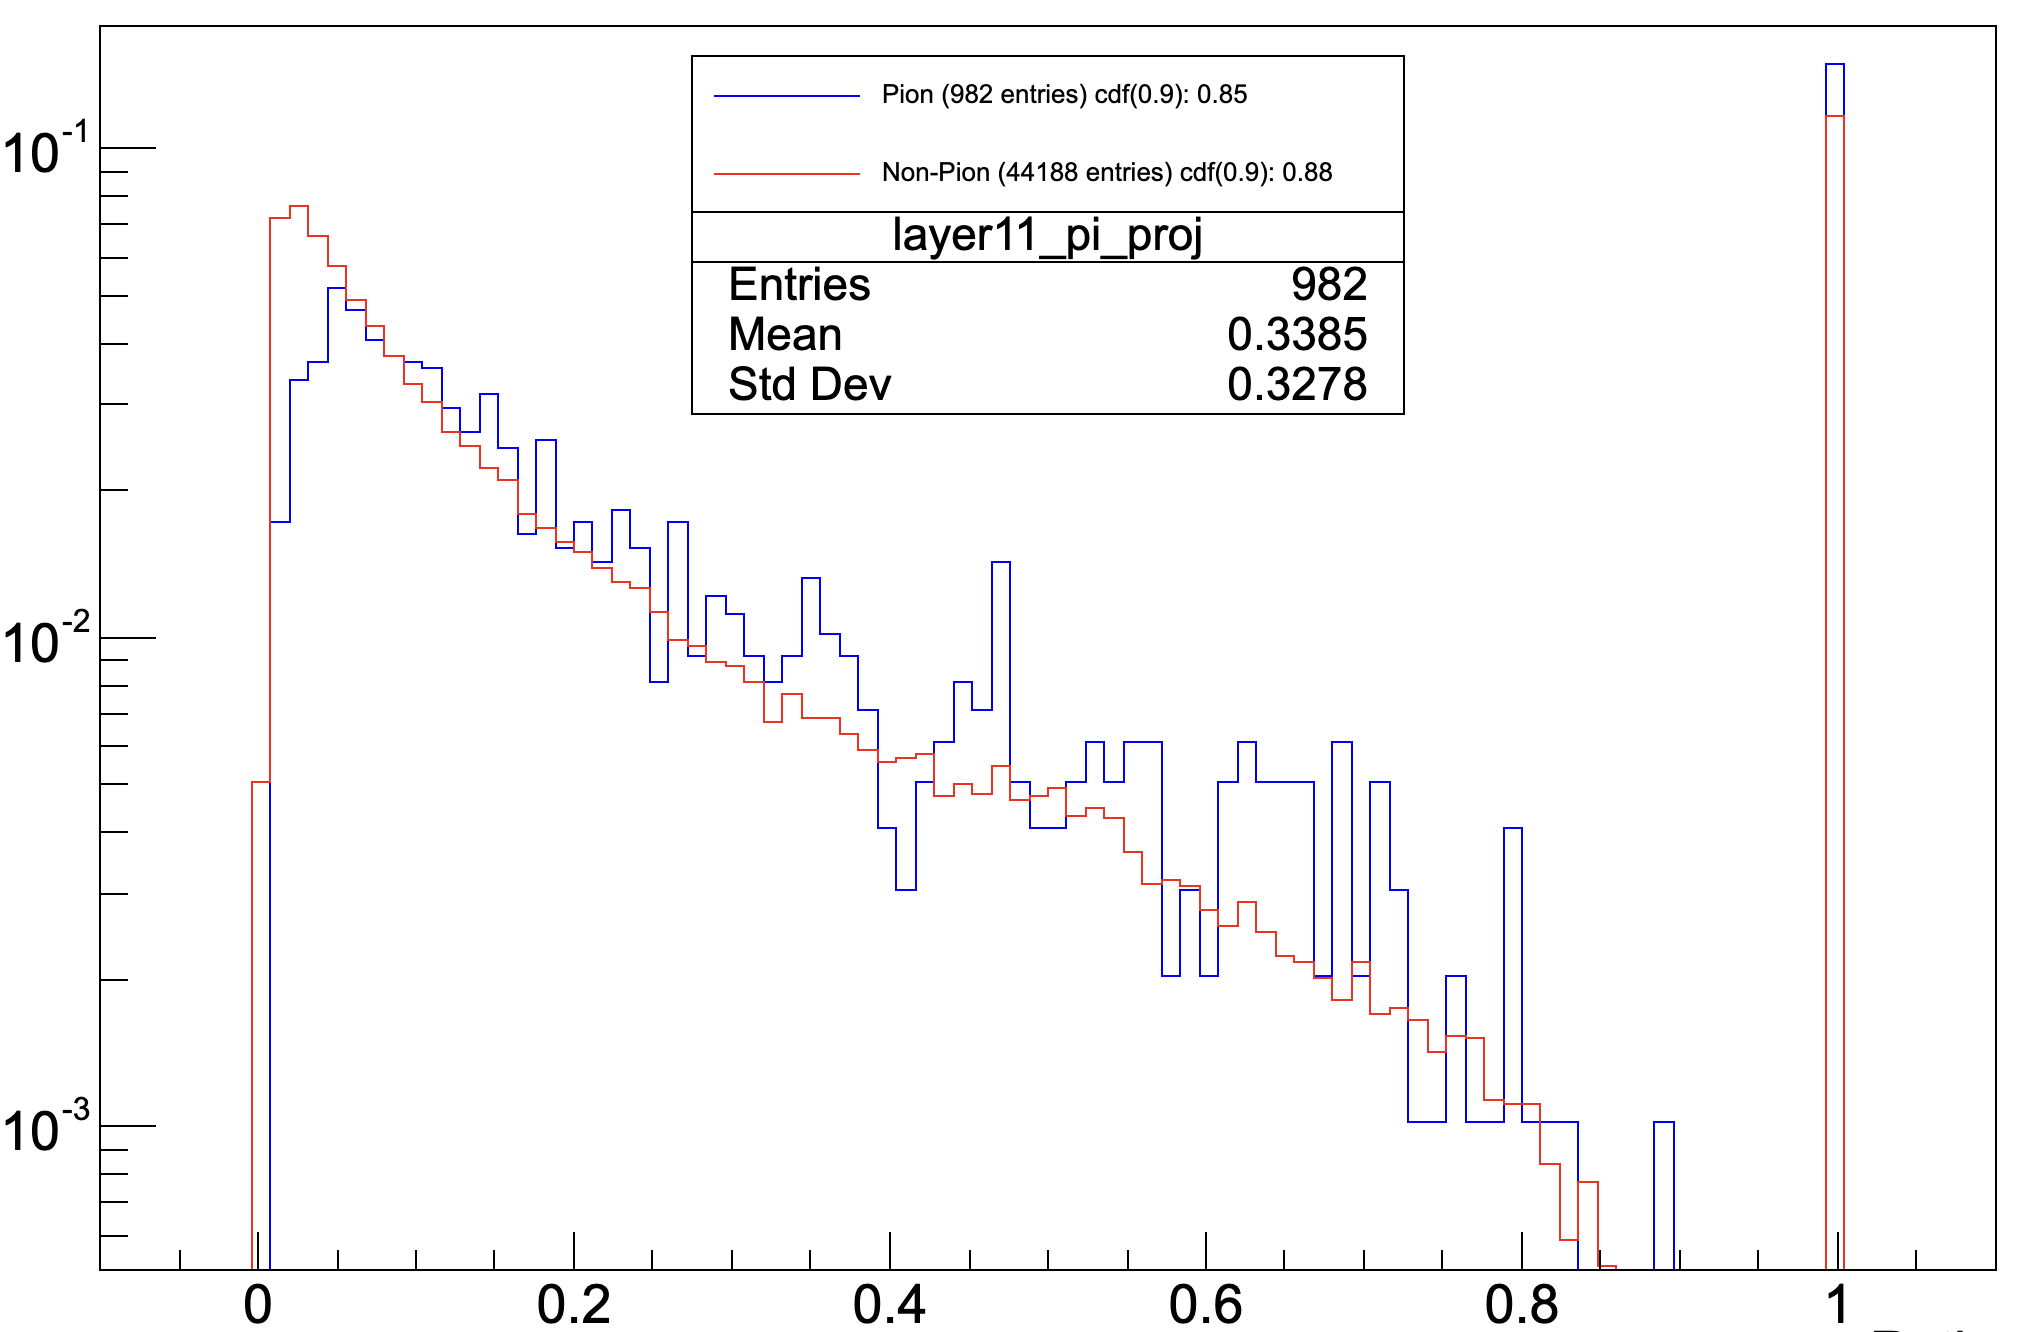 Pion (982 entries) cdf(0.9): 0.85
Non-Pion (44188 entries) cdf(0.9): 0.88
layer11_pi_proj
Entries 982
Mean 0.3385
Std Dev 0.3278
10-1
10-2
10-3
0 0.2 0.4 0.6 0.8 1